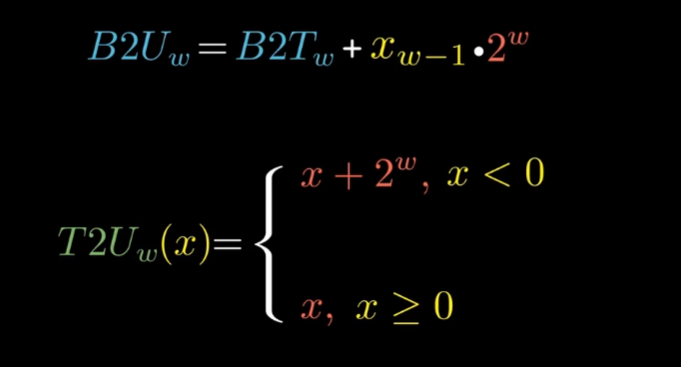 B2U_w = B2T_w + x_{w-1} • 2^w
x + 2^w, x < 0
T2U_w(x) =
x, x ≥ 0